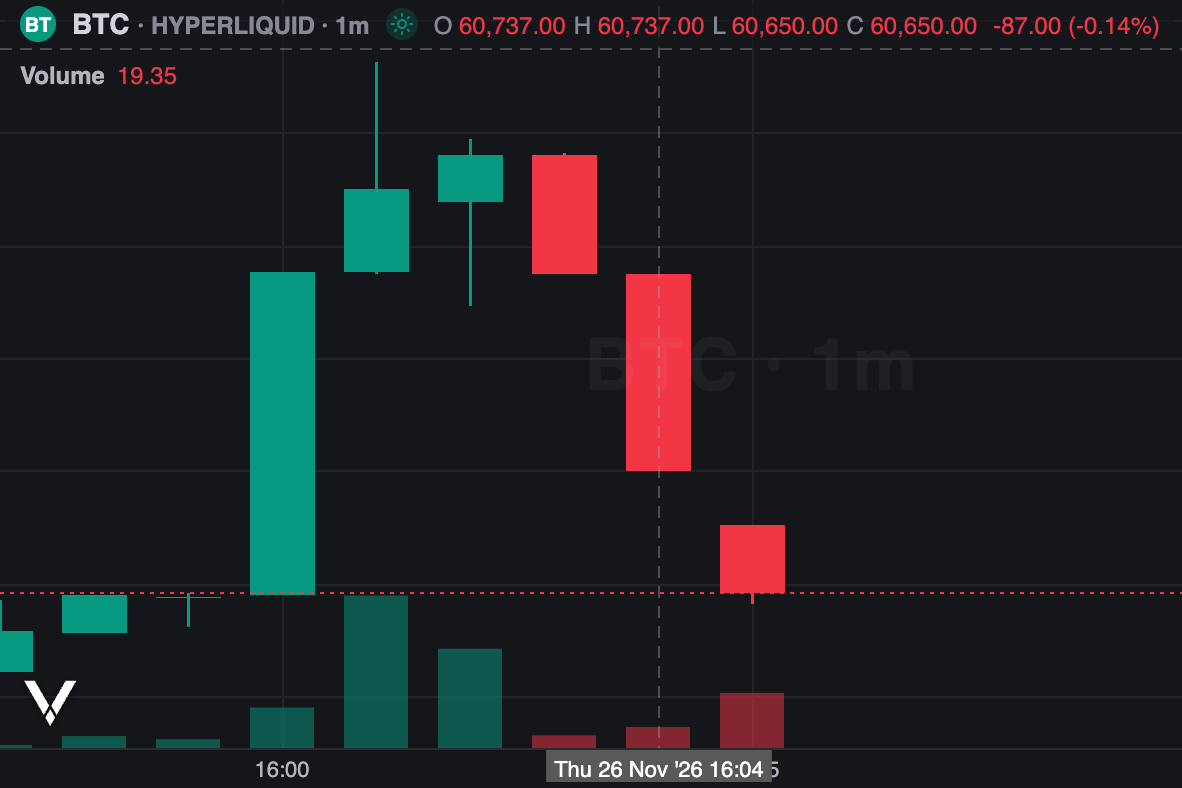 BT BTC · HYPERLIQUID · 1m O 60,737.00 H 60,737.00 L 60,650.00 C 60,650.00 -87.00 (-0.14%)
Volume 19.35
BTC · 1m
16:00 Thu 26 Nov '26 16:04 5